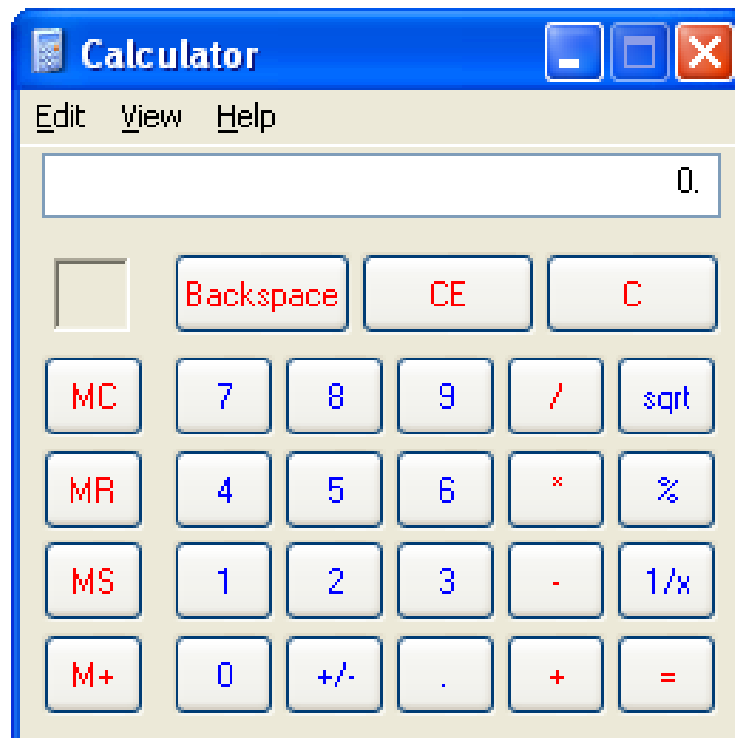 Calculator
Edit View Help
0.
Backspace CE C
MC 7 8 9 / sqrt
MR 4 5 6 * %
MS 1 2 3 - 1/x
M+ 0 +/- . + =